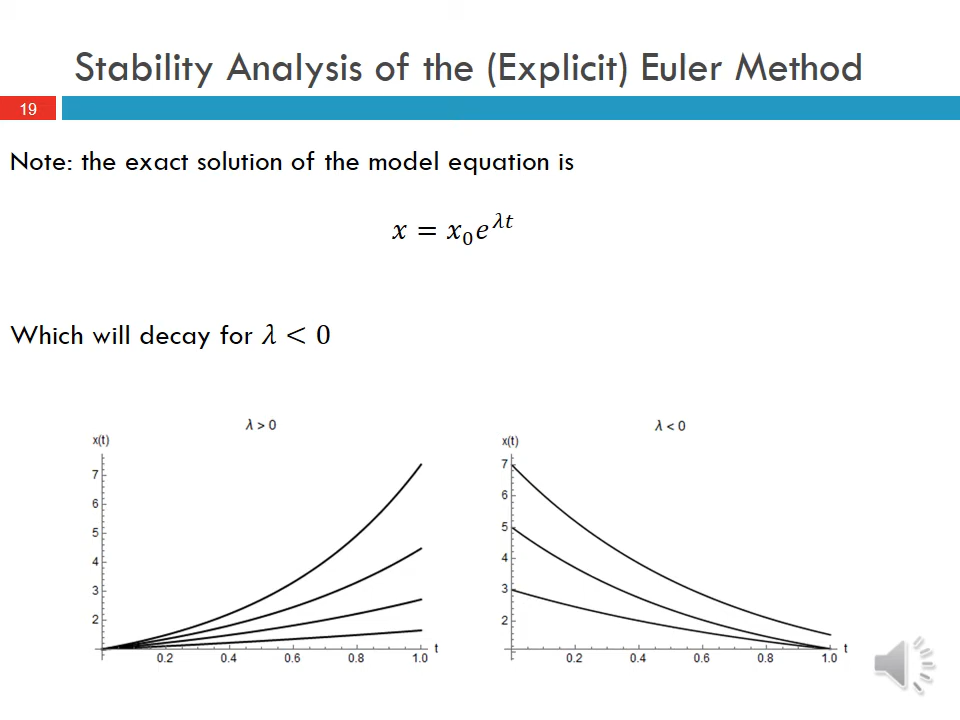 Stability Analysis of the (Explicit) Euler Method
19
Note: the exact solution of the model equation is
x = x₀e^{λt}
Which will decay for λ < 0
λ > 0
x(t)
7
6
5
4
3
2
0.2 0.4 0.6 0.8 1.0 t
λ < 0
x(t)
7
6
5
4
3
2
0.2 0.4 0.6 0.8 1.0 t